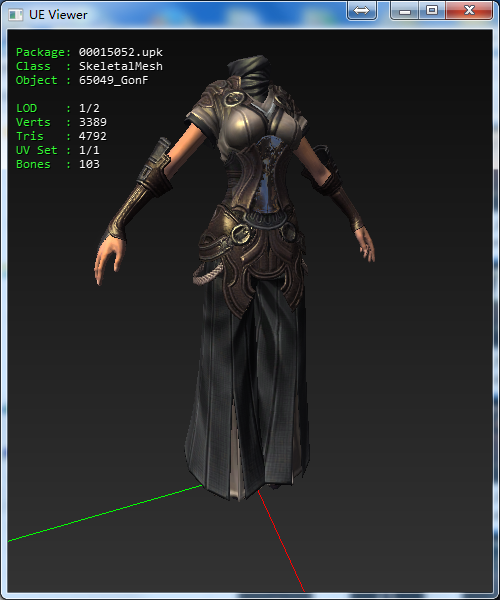 UE Viewer
Package: 00015052.upk
Class : SkeletalMesh
Object : 65049_GonF
LOD : 1/2
Verts : 3389
Tris : 4792
UV Set : 1/1
Bones : 103